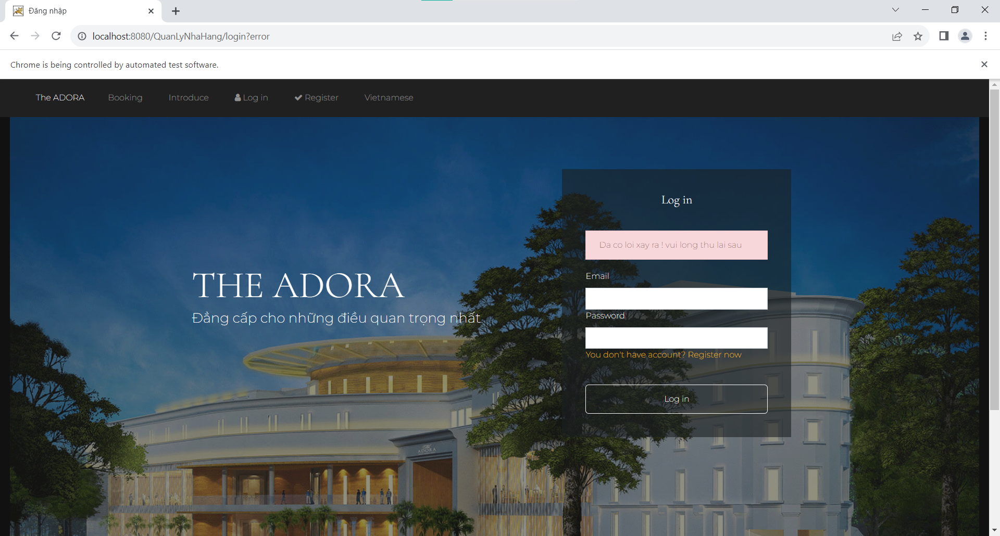 Đăng nhập
localhost:8080/QuanLyNhaHang/login?error
Chrome is being controlled by automated test software.
The ADORA Booking Introduce Log in Register Vietnamese
Log in
Da co loi xay ra ! vui long thu lai sau
Email
THE ADORA
Đẳng cấp cho những điều quan trọng nhất
Password
You don't have account? Register now
Log in
ADORA